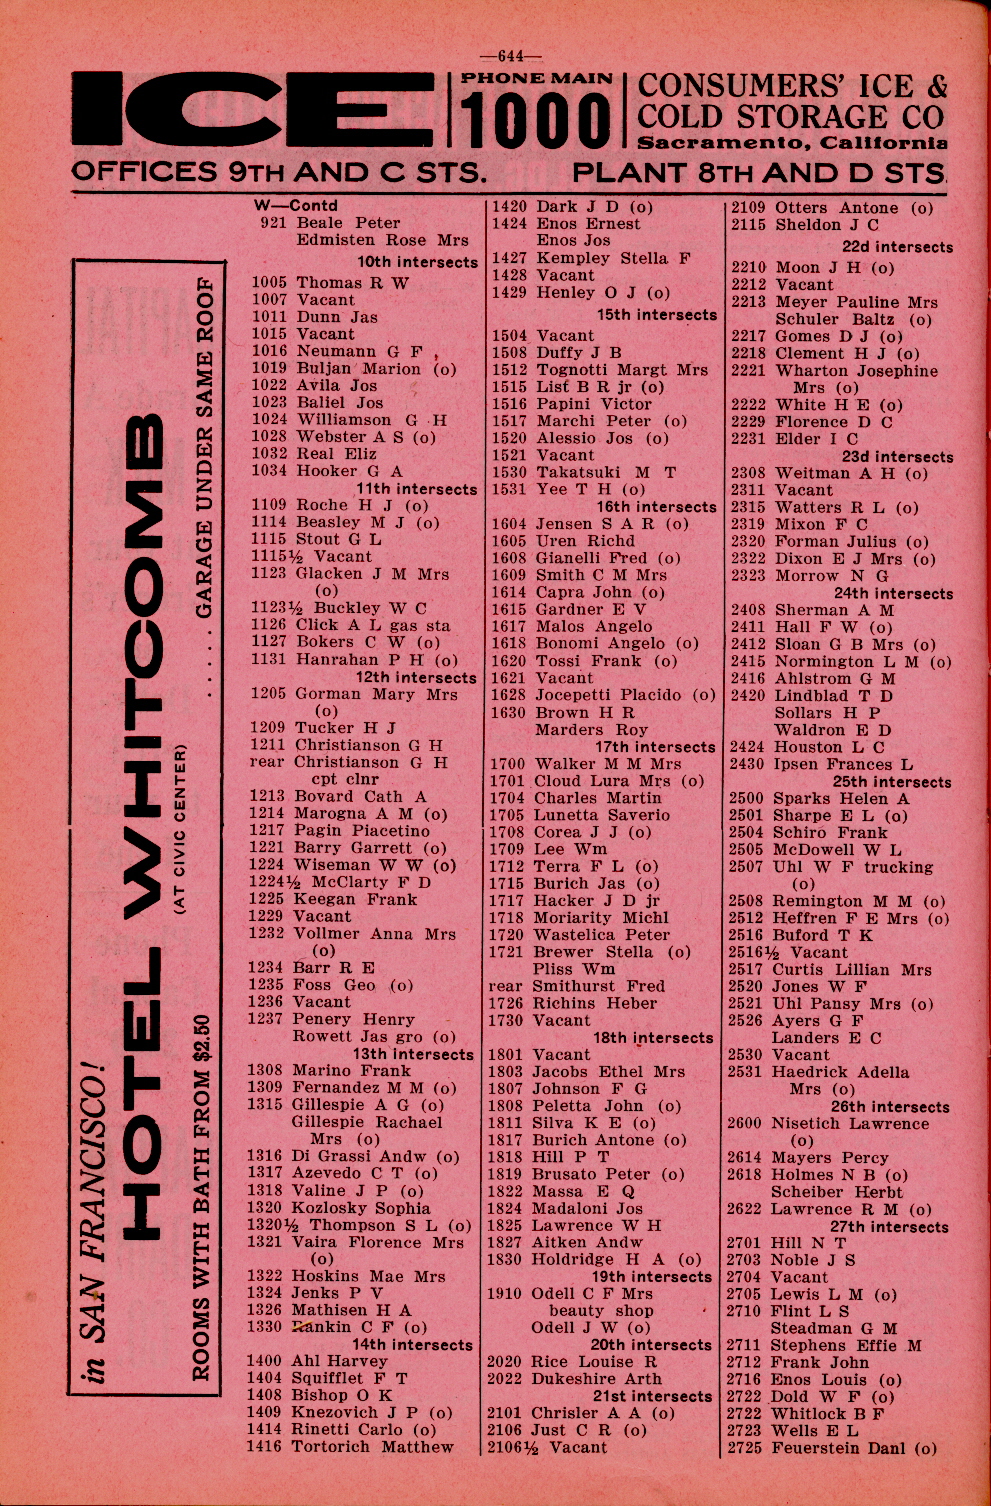 —644—
ICE
PHONE MAIN
1000
CONSUMERS' ICE &
COLD STORAGE CO
Sacramento, California
OFFICES 9TH AND C STS. PLANT 8TH AND D STS.
in SAN FRANCISCO!
HOTEL WHITCOMB
(AT CIVIC CENTER)
ROOMS WITH BATH FROM $2.50 ..... GARAGE UNDER SAME ROOF
W—Contd
921 Beale Peter
Edmisten Rose Mrs
10th intersects
1005 Thomas R W
1007 Vacant
1011 Dunn Jas
1015 Vacant
1016 Neumann G F
1019 Buljan Marion (o)
1022 Avila Jos
1023 Baliel Jos
1024 Williamson G H
1028 Webster A S (o)
1032 Real Eliz
1034 Hooker G A
11th intersects
1109 Roche H J (o)
1114 Beasley M J (o)
1115 Stout G L
1115½ Vacant
1123 Glacken J M Mrs
(o)
1123½ Buckley W C
1126 Click A L gas sta
1127 Bokers C W (o)
1131 Hanrahan P H (o)
12th intersects
1205 Gorman Mary Mrs
(o)
1209 Tucker H J
1211 Christianson G H
rear Christianson G H
cpt clnr
1213 Bovard Cath A
1214 Marogna A M (o)
1217 Pagin Piacetino
1221 Barry Garrett (o)
1224 Wiseman W W (o)
1224½ McClarty F D
1225 Keegan Frank
1229 Vacant
1232 Vollmer Anna Mrs
(o)
1234 Barr R E
1235 Foss Geo (o)
1236 Vacant
1237 Penery Henry
Rowett Jas gro (o)
13th intersects
1308 Marino Frank
1309 Fernandez M M (o)
1315 Gillespie A G (o)
Gillespie Rachael
Mrs (o)
1316 Di Grassi Andw (o)
1317 Azevedo C T (o)
1318 Valine J P (o)
1320 Kozlosky Sophia
1320½ Thompson S L (o)
1321 Vaira Florence Mrs
(o)
1322 Hoskins Mae Mrs
1324 Jenks P V
1326 Mathisen H A
1330 Rankin C F (o)
14th intersects
1400 Ahl Harvey
1404 Squifflet F T
1408 Bishop O K
1409 Knezovich J P (o)
1414 Rinetti Carlo (o)
1416 Tortorich Matthew
1420 Dark J D (o)
1424 Enos Ernest
Enos Jos
1427 Kempley Stella F
1428 Vacant
1429 Henley O J (o)
15th intersects
1504 Vacant
1508 Duffy J B
1512 Tognotti Margt Mrs
1515 List B R jr (o)
1516 Papini Victor
1517 Marchi Peter (o)
1520 Alessio Jos (o)
1521 Vacant
1530 Takatsuki M T
1531 Yee T H (o)
16th intersects
1604 Jensen S A R (o)
1605 Uren Richd
1608 Gianelli Fred (o)
1609 Smith C M Mrs
1614 Capra John (o)
1615 Gardner E V
1617 Malos Angelo
1618 Bonomi Angelo (o)
1620 Tossi Frank (o)
1621 Vacant
1628 Jocepetti Placido (o)
1630 Brown H R
Marders Roy
17th intersects
1700 Walker M M Mrs
1701 Cloud Lura Mrs (o)
1704 Charles Martin
1705 Lunetta Saverio
1708 Corea J J (o)
1709 Lee Wm
1712 Terra F L (o)
1715 Burich Jas (o)
1717 Hacker J D jr
1718 Moriarity Michl
1720 Wastelica Peter
1721 Brewer Stella (o)
Pliss Wm
rear Smithurst Fred
1726 Richins Heber
1730 Vacant
18th intersects
1801 Vacant
1803 Jacobs Ethel Mrs
1807 Johnson F G
1808 Peletta John (o)
1811 Silva K E (o)
1817 Burich Antone (o)
1818 Hill P T
1819 Brusato Peter (o)
1822 Massa E Q
1824 Madaloni Jos
1825 Lawrence W H
1827 Aitken Andw
1830 Holdridge H A (o)
19th intersects
1910 Odell C F Mrs
beauty shop
Odell J W (o)
20th intersects
2020 Rice Louise R
2022 Dukeshire Arth
21st intersects
2101 Chrisler A A (o)
2106 Just C R (o)
2106½ Vacant
2109 Otters Antone (o)
2115 Sheldon J C
22d intersects
2210 Moon J H (o)
2212 Vacant
2213 Meyer Pauline Mrs
Schuler Baltz (o)
2217 Gomes D J (o)
2218 Clement H J (o)
2221 Wharton Josephine
Mrs (o)
2222 White H E (o)
2229 Florence D C
2231 Elder I C
23d intersects
2308 Weitman A H (o)
2311 Vacant
2315 Watters R L (o)
2319 Mixon F C
2320 Forman Julius (o)
2322 Dixon E J Mrs (o)
2323 Morrow N G
24th intersects
2408 Sherman A M
2411 Hall F W (o)
2412 Sloan G B Mrs (o)
2415 Normington L M (o)
2416 Ahlstrom G M
2420 Lindblad T D
Sollars H P
Waldron E D
2424 Houston L C
2430 Ipsen Frances L
25th intersects
2500 Sparks Helen A
2501 Sharpe E L (o)
2504 Schiro Frank
2505 McDowell W L
2507 Uhl W F trucking
(o)
2508 Remington M M (o)
2512 Heffren F E Mrs (o)
2516 Buford T K
2516½ Vacant
2517 Curtis Lillian Mrs
2520 Jones W F
2521 Uhl Pansy Mrs (o)
2526 Ayers G F
Landers E C
2530 Vacant
2531 Haedrick Adella
Mrs (o)
26th intersects
2600 Nisetich Lawrence
(o)
2614 Mayers Percy
2618 Holmes N B (o)
Scheiber Herbt
2622 Lawrence R M (o)
27th intersects
2701 Hill N T
2703 Noble J S
2704 Vacant
2705 Lewis L M (o)
2710 Flint L S
Steadman G M
2711 Stephens Effie M
2712 Frank John
2716 Enos Louis (o)
2722 Dold W F (o)
2722 Whitlock B F
2723 Wells E L
2725 Feuerstein Danl (o)